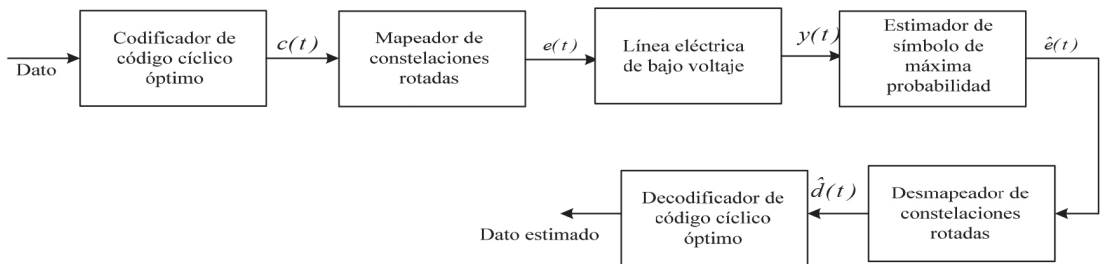 Dato
Codificador de
código cíclico
óptimo
c(t)
Mapeador de
constelaciones
rotadas
e(t)
Línea eléctrica
de bajo voltaje
y(t)
Estimador de
símbolo de
máxima
probabilidad
ê(t)
Desmapeador de
constelaciones
rotadas
d̂(t)
Decodificador de
código cíclico
óptimo
Dato estimado